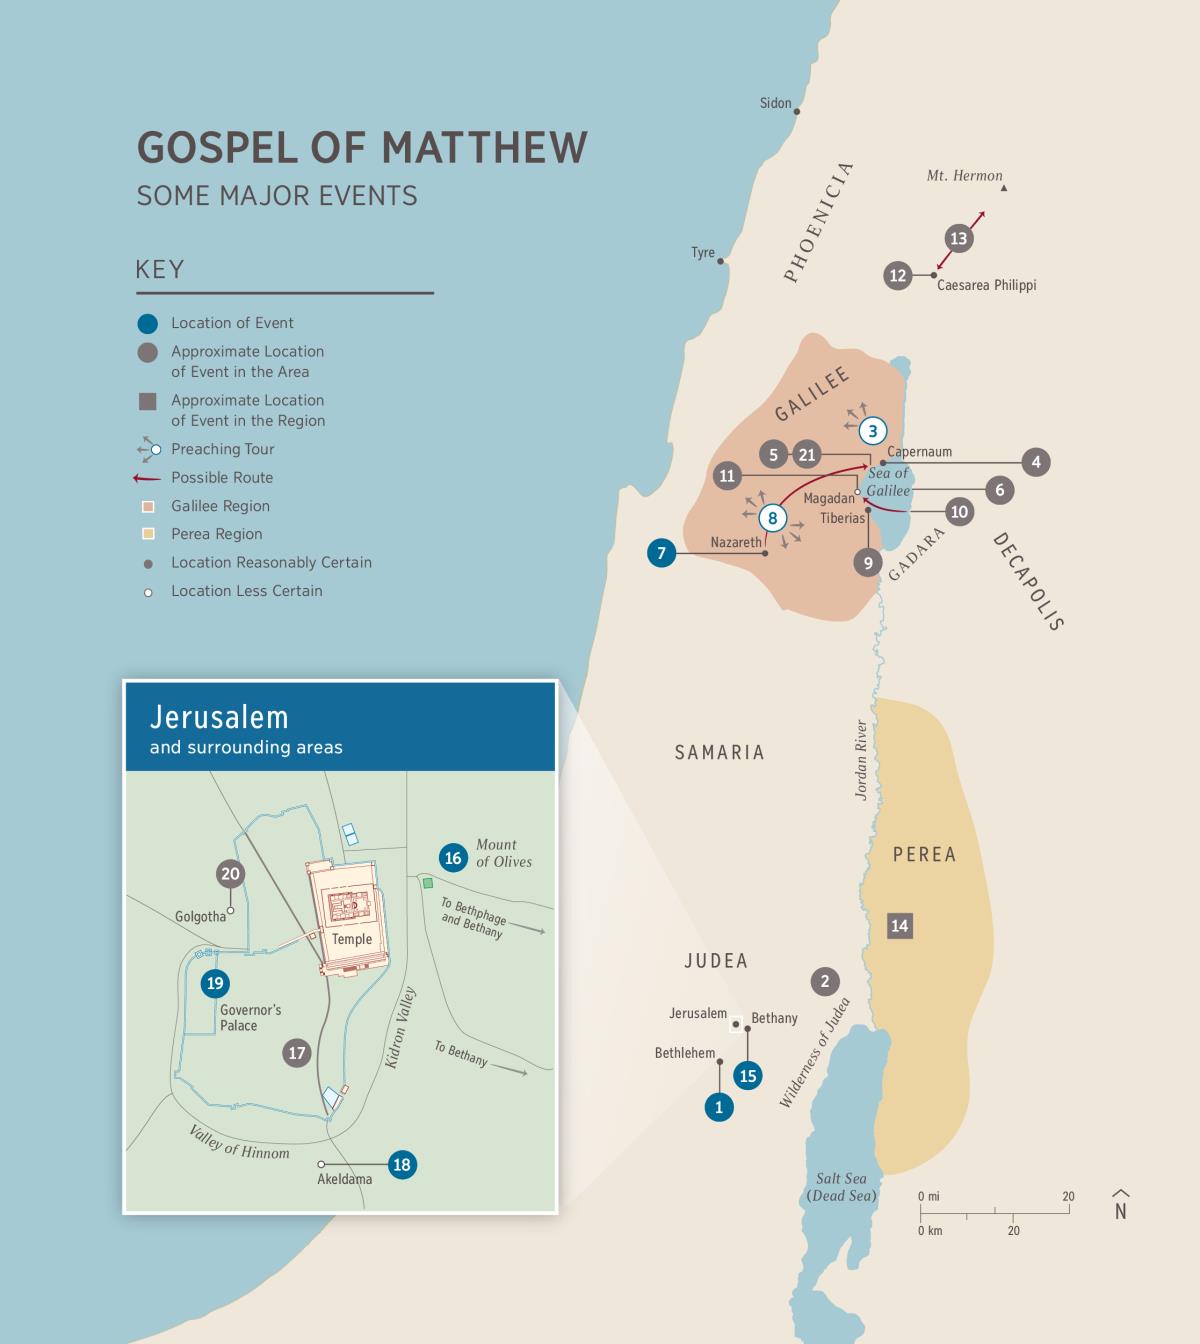 GOSPEL OF MATTHEW
SOME MAJOR EVENTS
KEY
Location of Event
Approximate Location
of Event in the Area
Approximate Location
of Event in the Region
Preaching Tour
Possible Route
Galilee Region
Perea Region
Location Reasonably Certain
Location Less Certain
Sidon
PHOENICIA
Mt. Hermon
13
Tyre
12
Caesarea Philippi
GALILEE
3
Capernaum
5
21
4
11
Sea of
Galilee
6
Magadan
8
Tiberias
10
Nazareth
7
9
GADARA
DECAPOLIS
SAMARIA
Jordan River
PEREA
14
JUDEA
2
Jerusalem
Bethany
Wilderness of Judea
Bethlehem
15
1
Salt Sea
(Dead Sea)
0 mi
20
0 km
20
N
Jerusalem
and surrounding areas
16
Mount
of Olives
20
Golgotha
To Bethphage
and Bethany
Temple
19
Governor’s
Palace
Kidron Valley
17
To Bethany
Valley of Hinnom
18
Akeldama